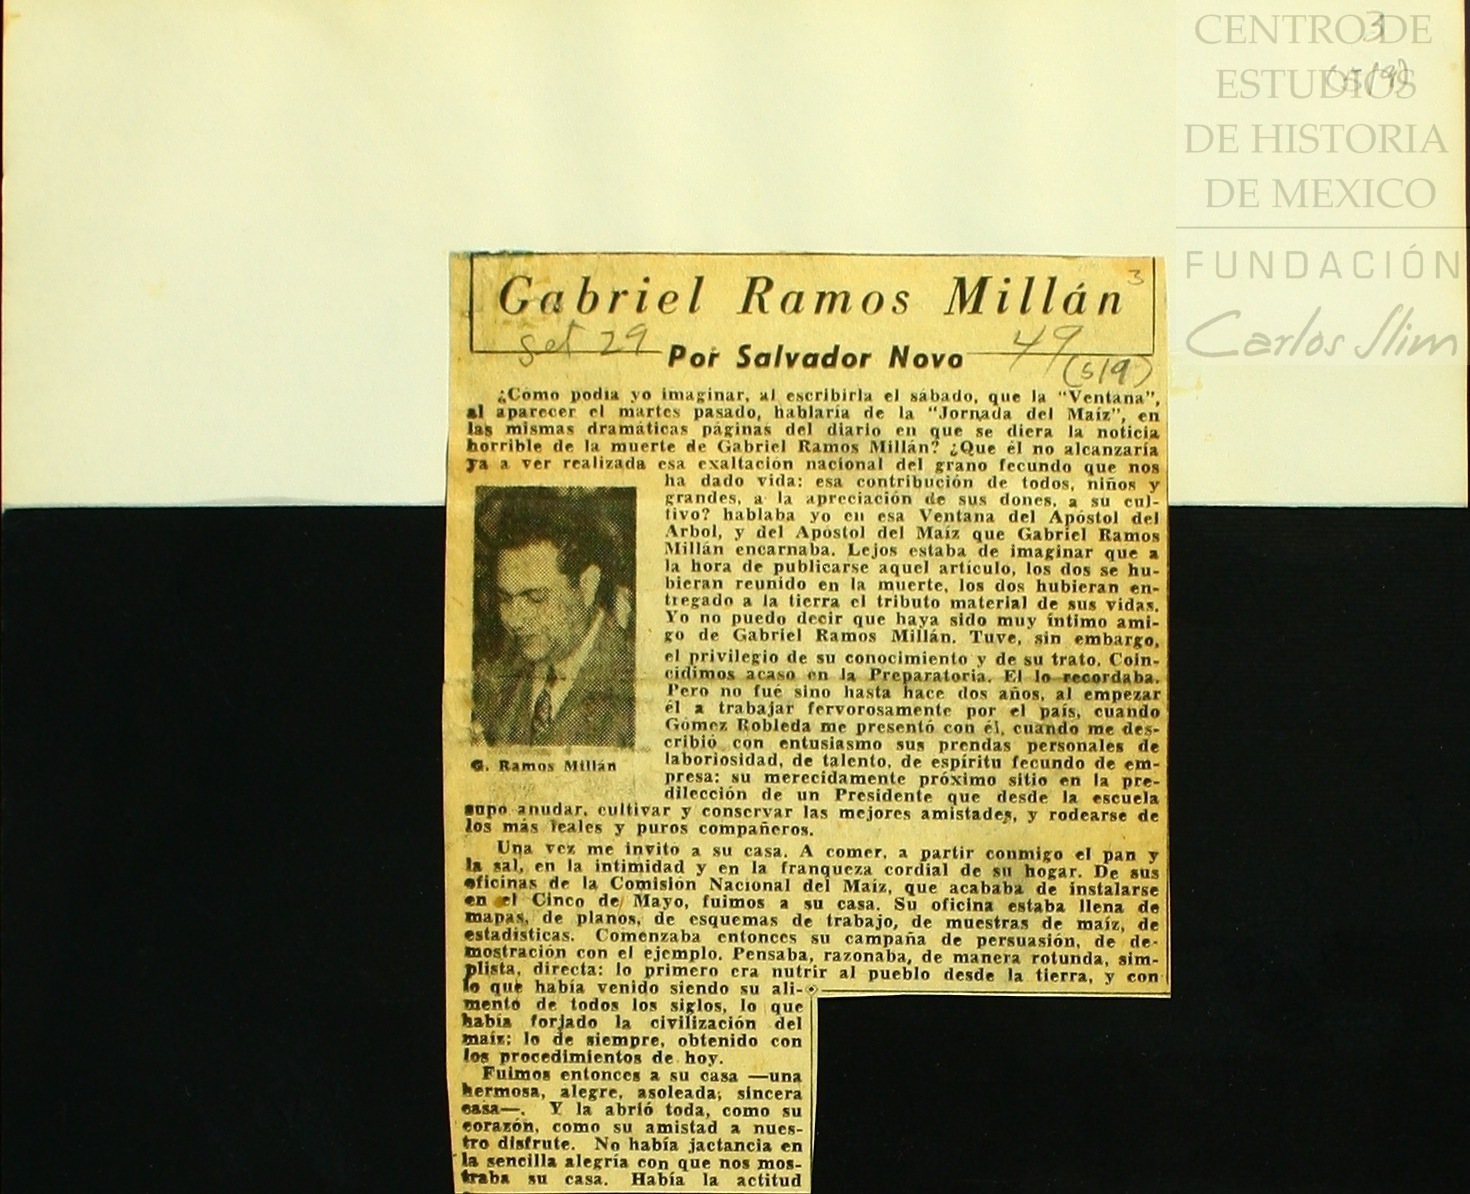 CENTRO DE
ESTUDIOS
DE HISTORIA
DE MEXICO
FUNDACIÓN
Carlos Slim
3
(5/9)
Gabriel Ramos Millán
3
set 29
49
Por Salvador Novo
(5/9)
¿Cómo podía yo imaginar, al escribirla el sábado, que la "Ventana",
al aparecer el martes pasado, hablaría de la "Jornada del Maíz", en
las mismas dramáticas páginas del diario en que se diera la noticia
horrible de la muerte de Gabriel Ramos Millán? ¿Que él no alcanzaría
ya a ver realizada esa exaltación nacional del grano fecundo que nos
ha dado vida: esa contribución de todos, niños y
grandes, a la apreciación de sus dones, a su cul-
tivo? hablaba yo en esa Ventana del Apóstol del
Arbol, y del Apóstol del Maíz que Gabriel Ramos
Millán encarnaba. Lejos estaba de imaginar que a
la hora de publicarse aquel artículo, los dos se hu-
bieran reunido en la muerte, los dos hubieran en-
tregado a la tierra el tributo material de sus vidas.
Yo no puedo decir que haya sido muy íntimo ami-
go de Gabriel Ramos Millán. Tuve, sin embargo,
el privilegio de su conocimiento y de su trato. Coin-
cidimos acaso en la Preparatoria. El lo recordaba.
Pero no fué sino hasta hace dos años, al empezar
él a trabajar fervorosamente por el país, cuando
Gómez Robleda me presentó con él, cuando me des-
cribió con entusiasmo sus prendas personales de
laboriosidad, de talento, de espíritu fecundo de em-
presa; su merecidamente próximo sitio en la pre-
dilección de un Presidente que desde la escuela
supo anudar, cultivar y conservar las mejores amistades, y rodearse de
los más leales y puros compañeros.
G. Ramos Millán
Una vez me invito a su casa. A comer, a partir conmigo el pan y
la sal, en la intimidad y en la franqueza cordial de su hogar. De sus
oficinas de la Comisión Nacional del Maíz, que acababa de instalarse
en el Cinco de Mayo, fuimos a su casa. Su oficina estaba llena de
mapas, de planos, de esquemas de trabajo, de muestras de maíz, de
estadísticas. Comenzaba entonces su campaña de persuasión, de de-
mostración con el ejemplo. Pensaba, razonaba, de manera rotunda, sim-
plista, directa: lo primero era nutrir al pueblo desde la tierra, y con
lo que había venido siendo su ali-
mento de todos los siglos, lo que
había forjado la civilización del
maíz: lo de siempre, obtenido con
los procedimientos de hoy.
Fuimos entonces a su casa —una
hermosa, alegre, asoleada, sincera
casa—. Y la abrió toda, como su
corazón, como su amistad a nues-
tro disfrute. No había jactancia en
la sencilla alegría con que nos mos-
traba su casa. Había la actitud